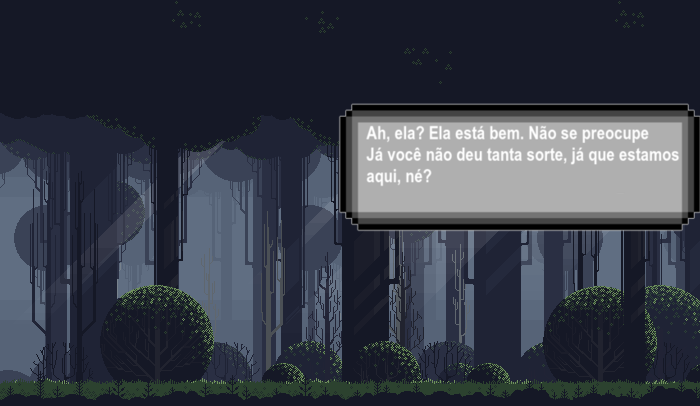 Ah, ela? Ela está bem. Não se preocupe
Já você não deu tanta sorte, já que estamos
aqui, né?